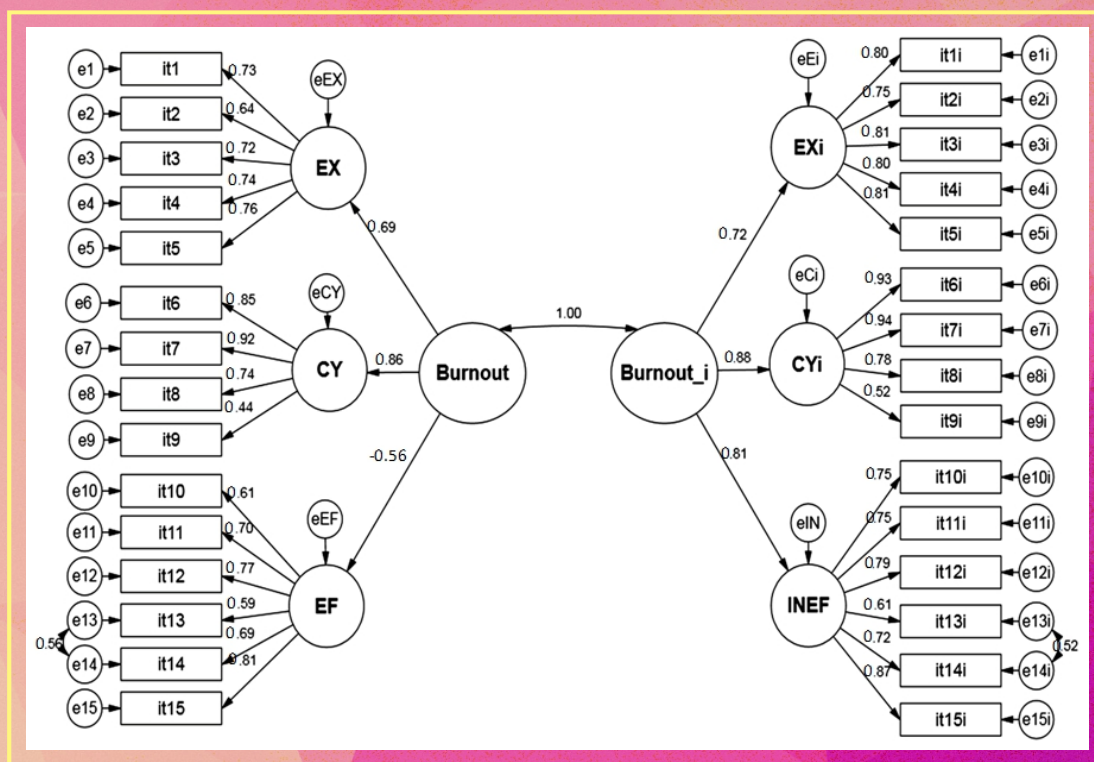 e1 it1 0.73
e2 it2 0.64
e3 it3 0.72
e4 it4 0.74
e5 it5 0.76
eEX
EX
0.69
e6 it6 0.85
e7 it7 0.92
e8 it8 0.74
e9 it9 0.44
eCY
CY
0.86
Burnout
-0.56
e10 it10 0.61
e11 it11 0.70
e12 it12 0.77
e13 it13 0.59
e14 it14 0.69
e15 it15 0.81
0.56
eEF
EF
1.00
eEi
EXi
0.80 it1i e1i
0.75 it2i e2i
0.81 it3i e3i
0.80 it4i e4i
0.81 it5i e5i
0.72
Burnout_i
0.88
eCi
CYi
0.93 it6i e6i
0.94 it7i e7i
0.78 it8i e8i
0.52 it9i e9i
0.81
eIN
INEF
0.75 it10i e10i
0.75 it11i e11i
0.79 it12i e12i
0.61 it13i e13i
0.72 it14i e14i
0.87 it15i e15i
0.52